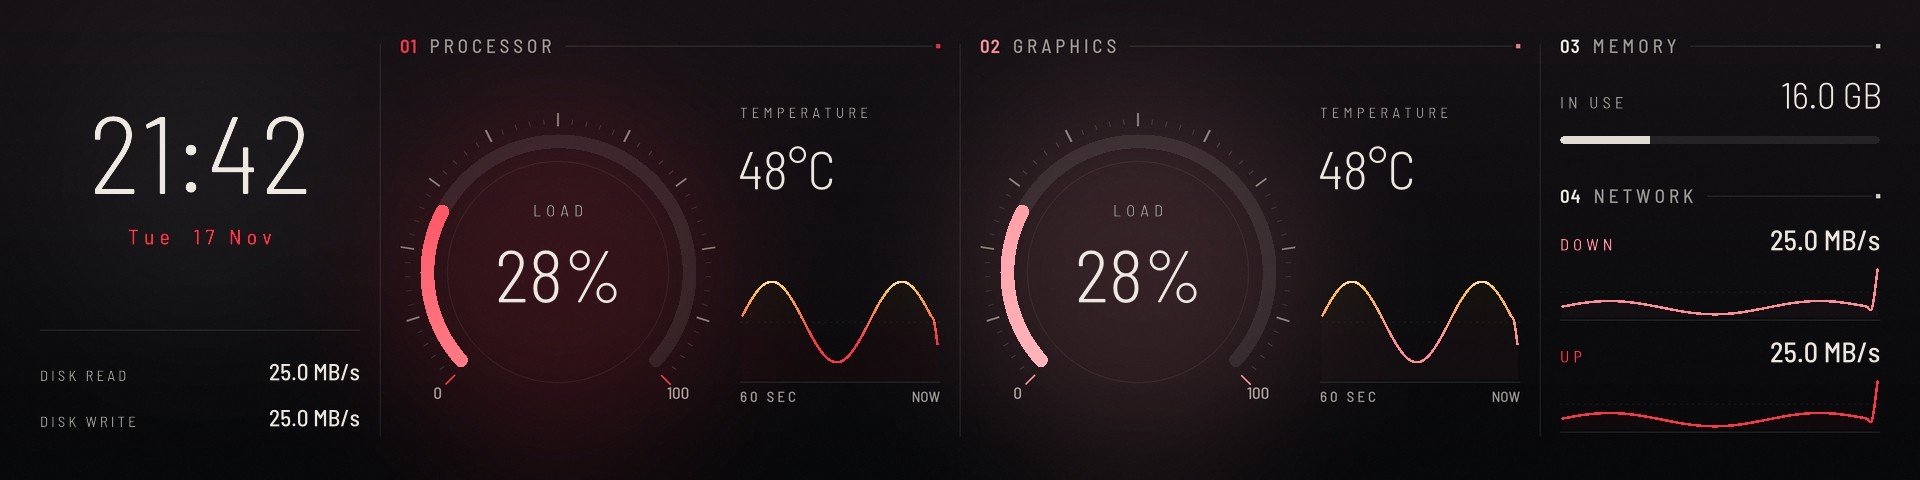 21:42
Tue 17 Nov
DISK READ 25.0 MB/s
DISK WRITE 25.0 MB/s
01 PROCESSOR
LOAD
28%
0
100
TEMPERATURE
48°C
60 SEC
NOW
02 GRAPHICS
LOAD
28%
0
100
TEMPERATURE
48°C
60 SEC
NOW
03 MEMORY
IN USE 16.0 GB
04 NETWORK
DOWN 25.0 MB/s
UP 25.0 MB/s